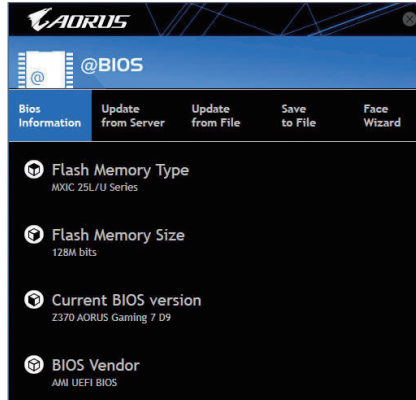 AORUS
@
@BIOS
Bios Information
Update from Server
Update from File
Save to File
Face Wizard
Flash Memory Type
MXIC 25L/U Series
Flash Memory Size
128M bits
Current BIOS version
Z370 AORUS Gaming 7 D9
BIOS Vendor
AMI UEFI BIOS